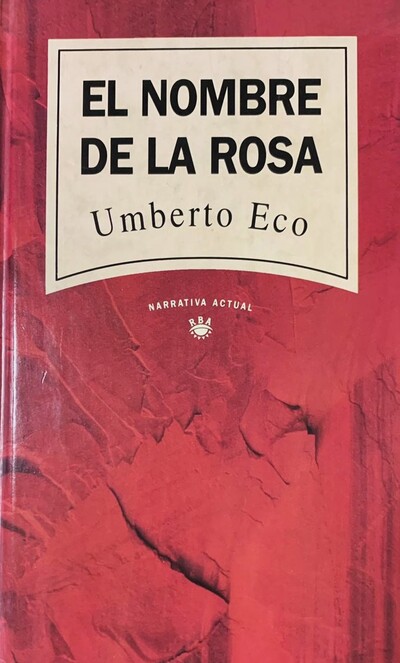 EL NOMBRE
DE LA ROSA
Umberto Eco
NARRATIVA ACTUAL
RBA